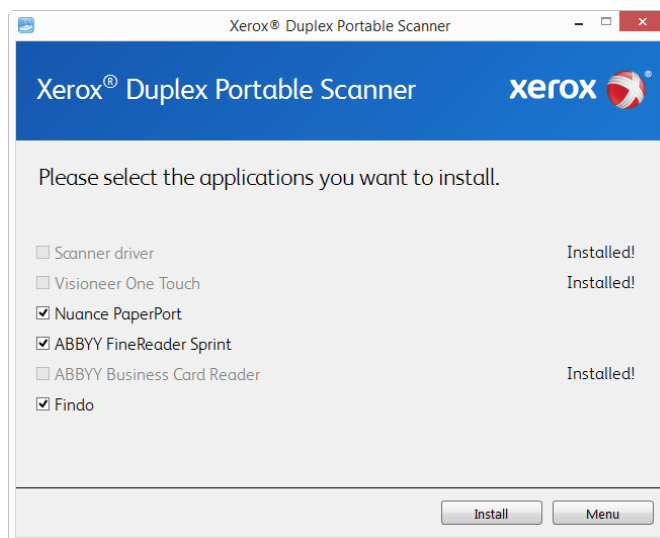 Xerox® Duplex Portable Scanner
Xerox® Duplex Portable Scanner
xerox ®
Please select the applications you want to install.
Scanner driver Installed!
Visioneer One Touch Installed!
Nuance PaperPort
ABBYY FineReader Sprint
ABBYY Business Card Reader Installed!
Findo
Install Menu